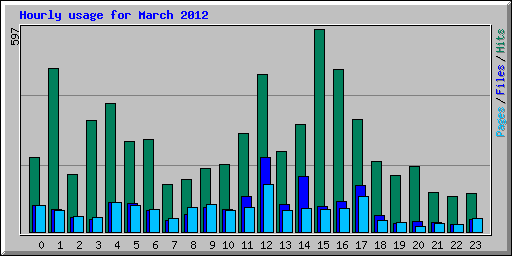 Hourly usage for March 2012
597
Pages / Files / Hits
0 1 2 3 4 5 6 7 8 9 10 11 12 13 14 15 16 17 18 19 20 21 22 23